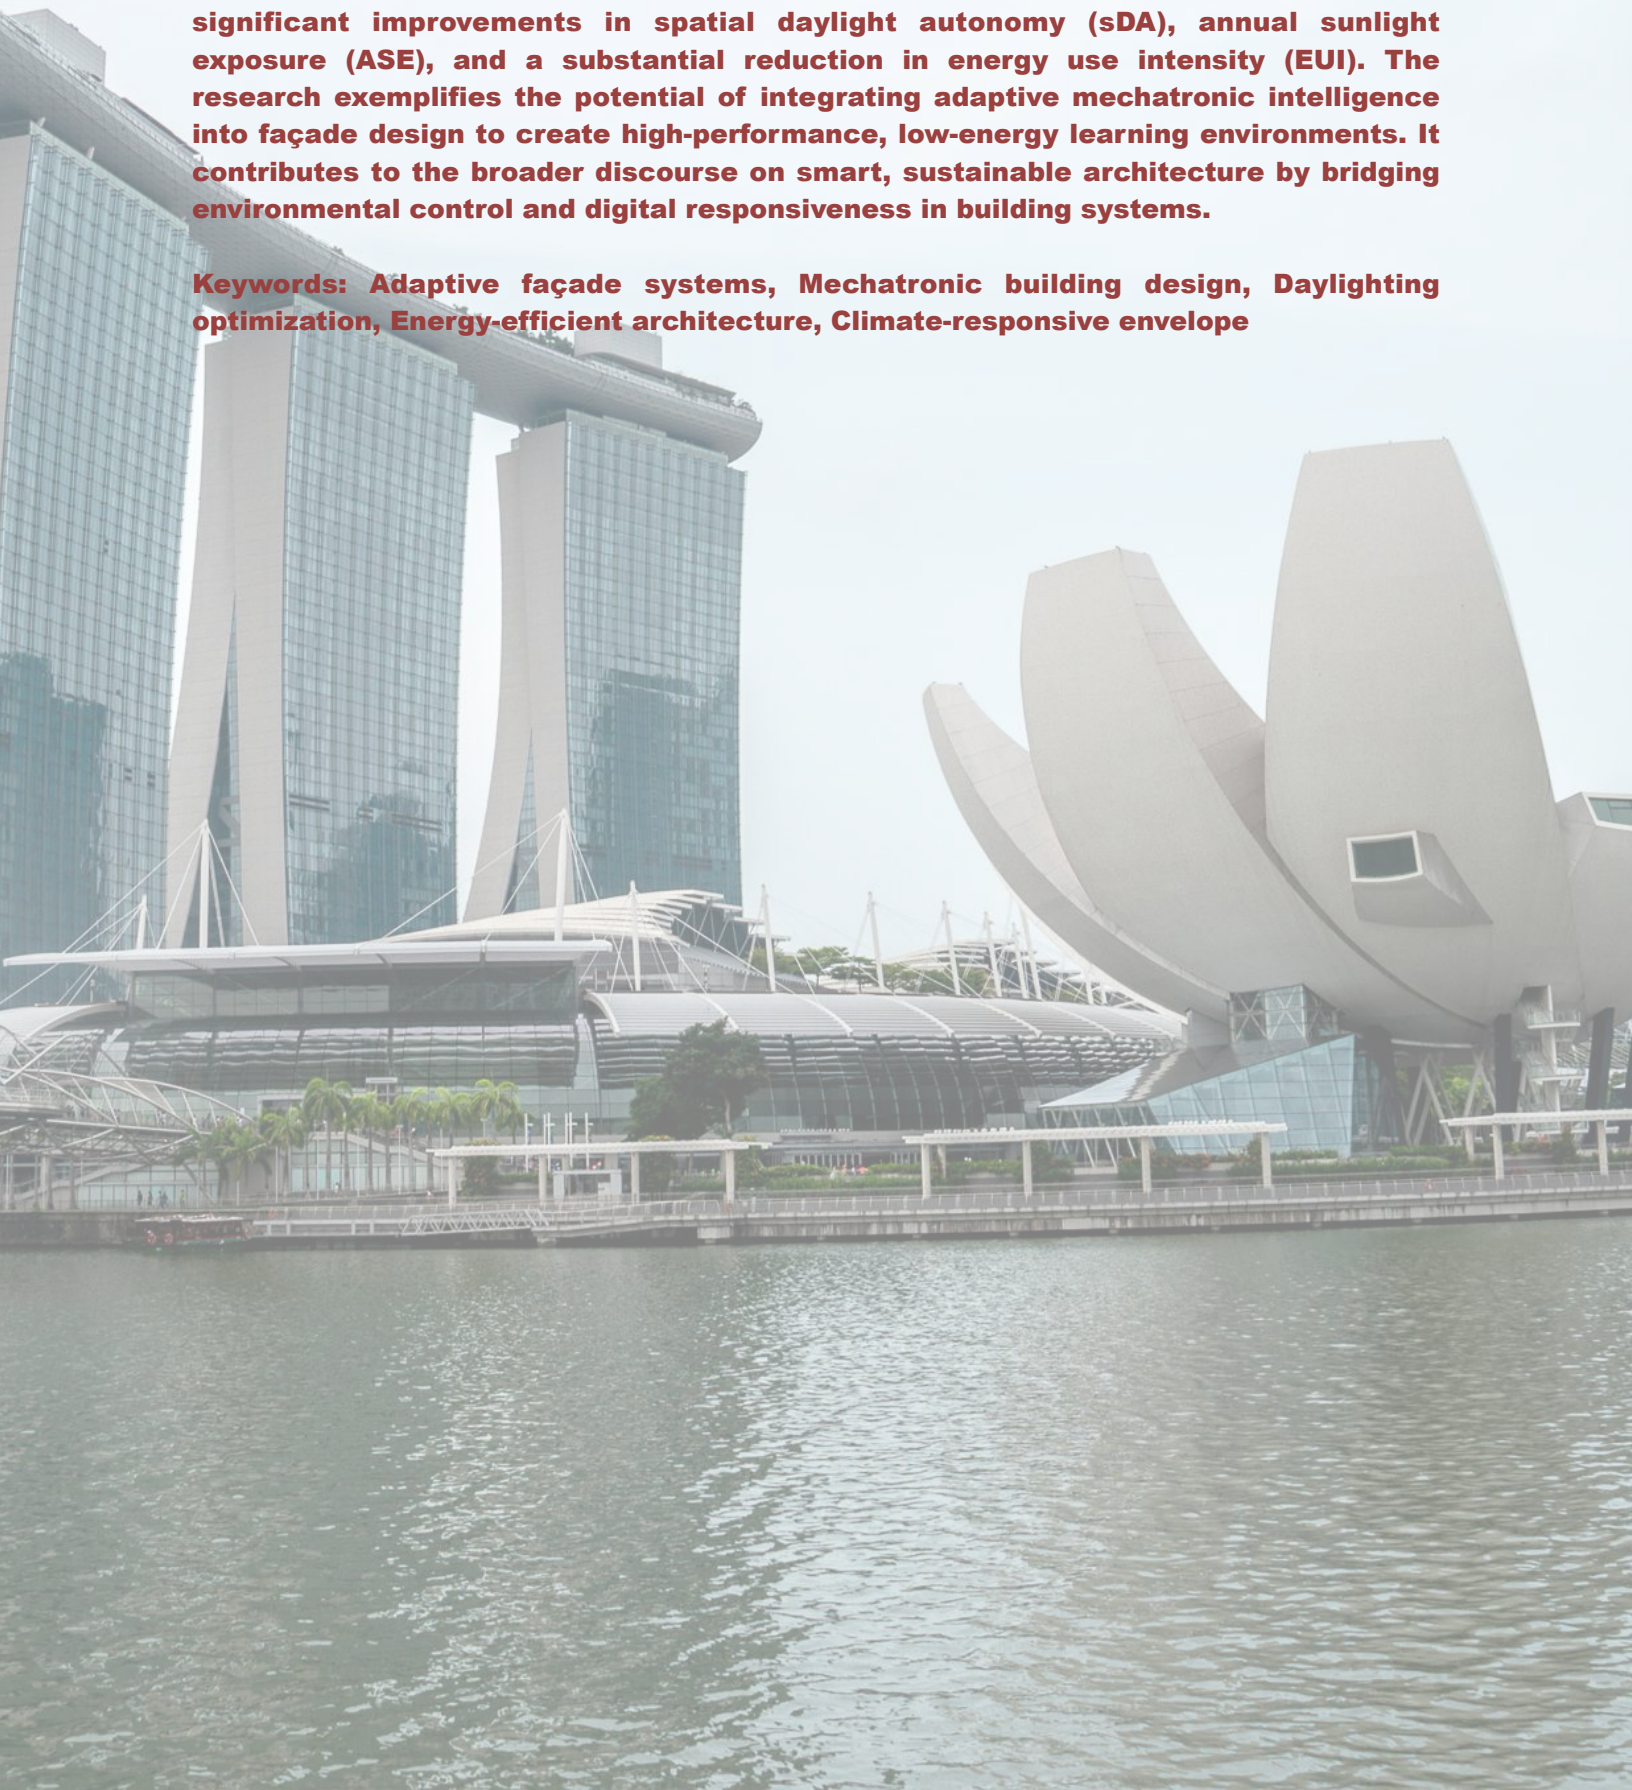 significant improvements in spatial daylight autonomy (sDA), annual sunlight
exposure (ASE), and a substantial reduction in energy use intensity (EUI). The
research exemplifies the potential of integrating adaptive mechatronic intelligence
into façade design to create high-performance, low-energy learning environments. It
contributes to the broader discourse on smart, sustainable architecture by bridging
environmental control and digital responsiveness in building systems.
Keywords: Adaptive façade systems, Mechatronic building design, Daylighting
optimization, Energy-efficient architecture, Climate-responsive envelope